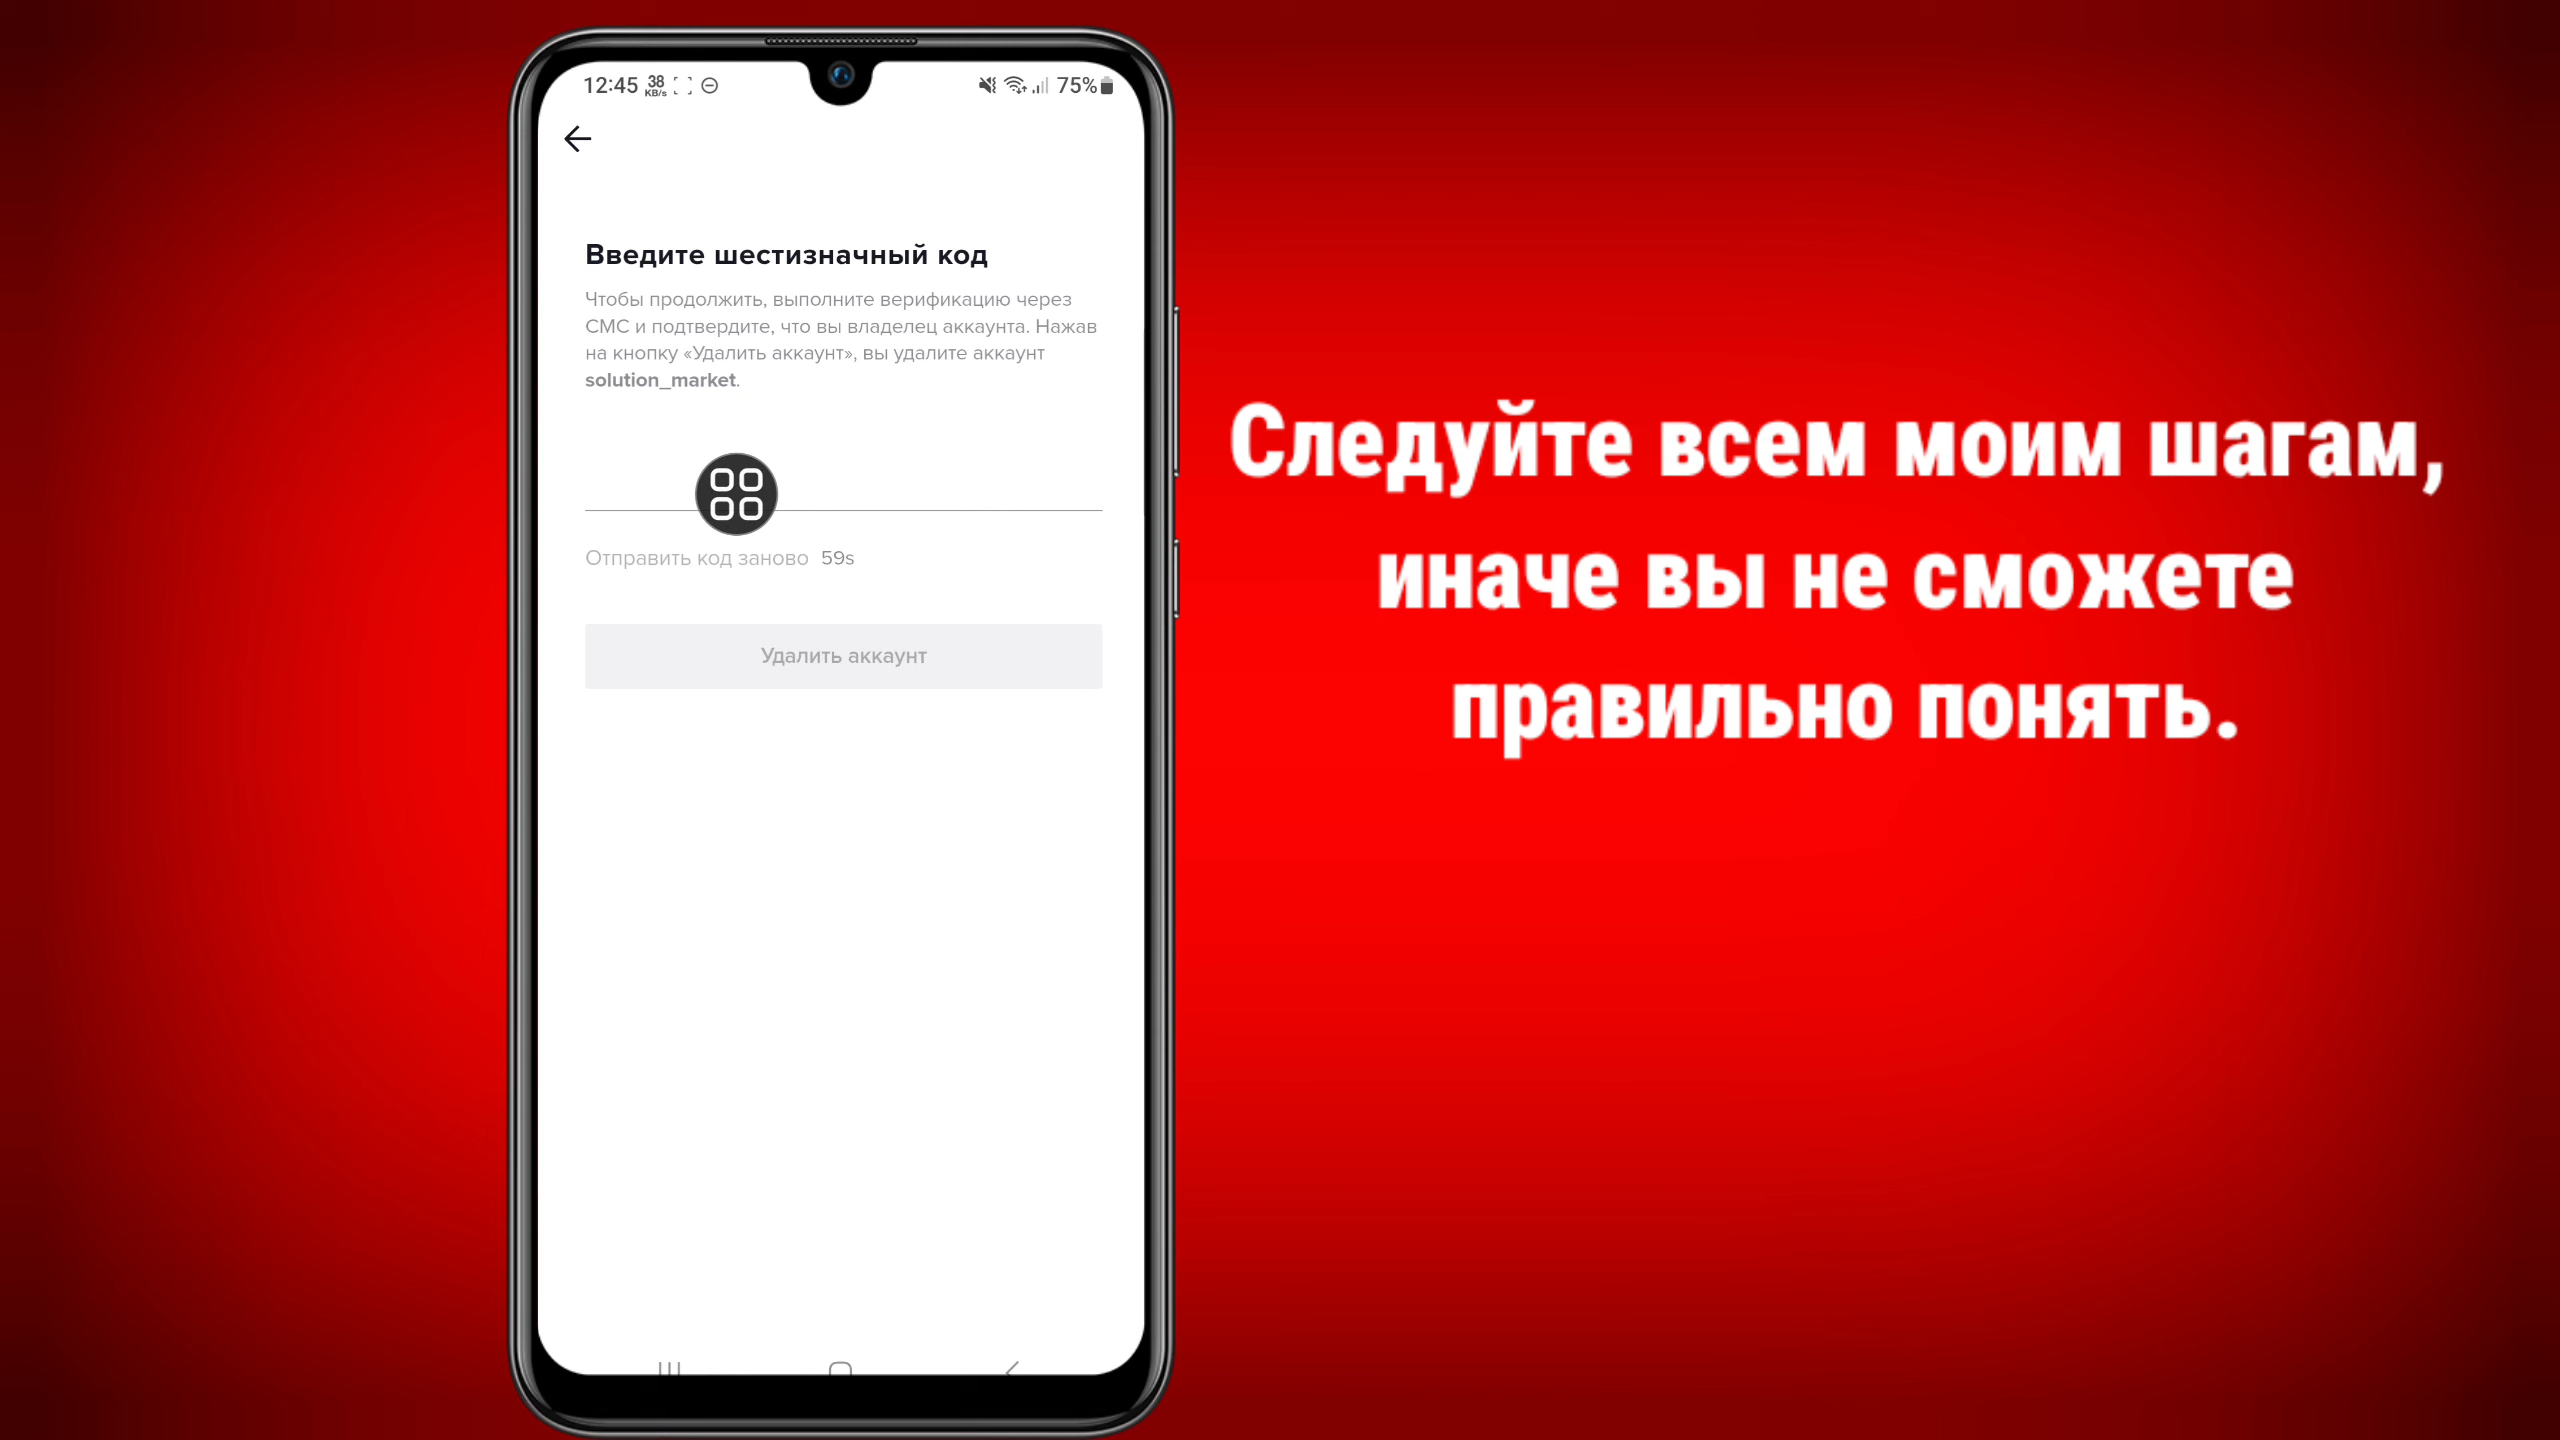 12:45 38 KB/s 75%
Введите шестизначный код
Чтобы продолжить, выполните верификацию через
СМС и подтвердите, что вы владелец аккаунта. Нажав
на кнопку «Удалить аккаунт», вы удалите аккаунт
solution_market.
Отправить код заново 59s
Удалить аккаунт
Следуйте всем моим шагам,
иначе вы не сможете
правильно понять.